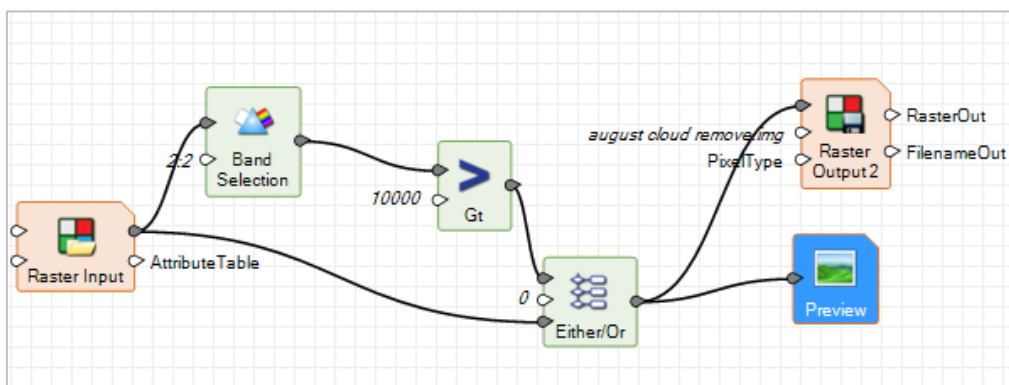 Raster Input
AttributeTable
2:2
Band
Selection
10000
Gt
0
Either/Or
august cloud remove.img
PixelType
Raster
Output 2
RasterOut
FilenameOut
Preview